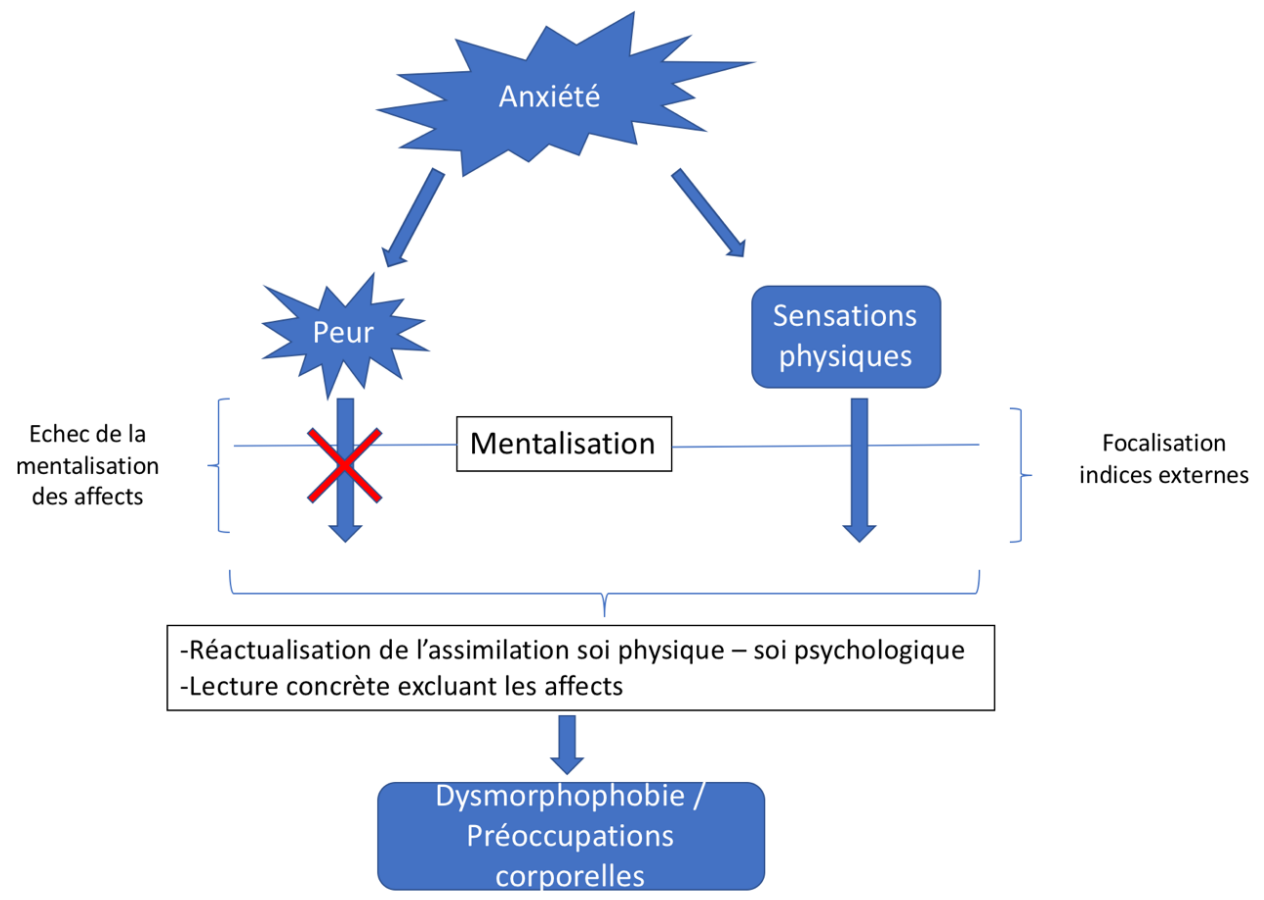 Anxiété
Peur
Sensations
physiques
Echec de la
mentalisation
des affects
Mentalisation
Focalisation
indices externes
-Réactualisation de l’assimilation soi physique – soi psychologique
-Lecture concrète excluant les affects
Dysmorphophobie /
Préoccupations
corporelles